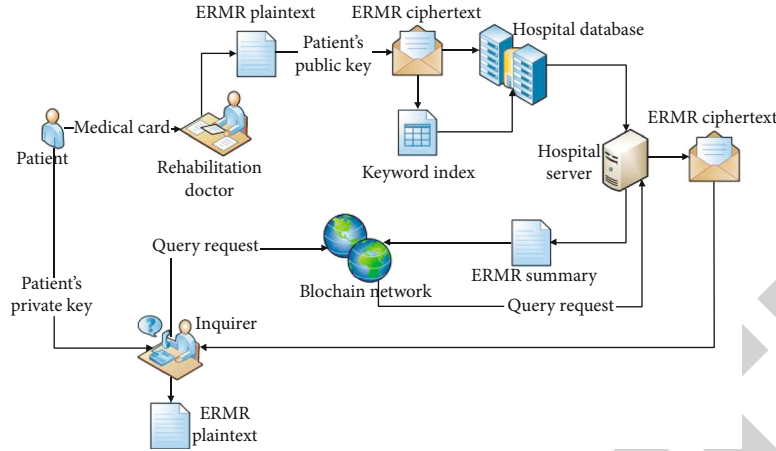 ERMR plaintext
ERMR ciphertext
Hospital database
Patient's
public key
ERMR ciphertext
Medical card
Patient
Rehabilitation
doctor
Keyword index
Hospital
server
Query request
ERMR summary
Blochain network
Query request
Patient's
private key
Inquirer
ERMR
plaintext